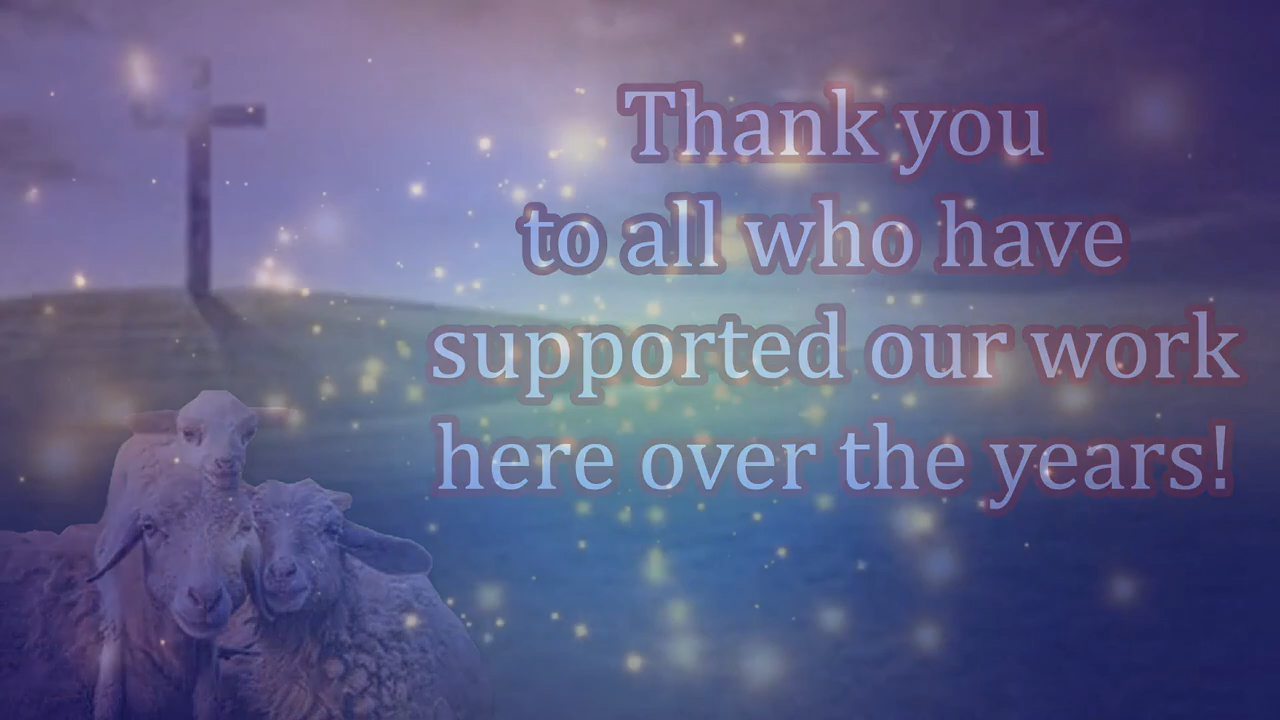 Thank you
to all who have
supported our work
here over the years!